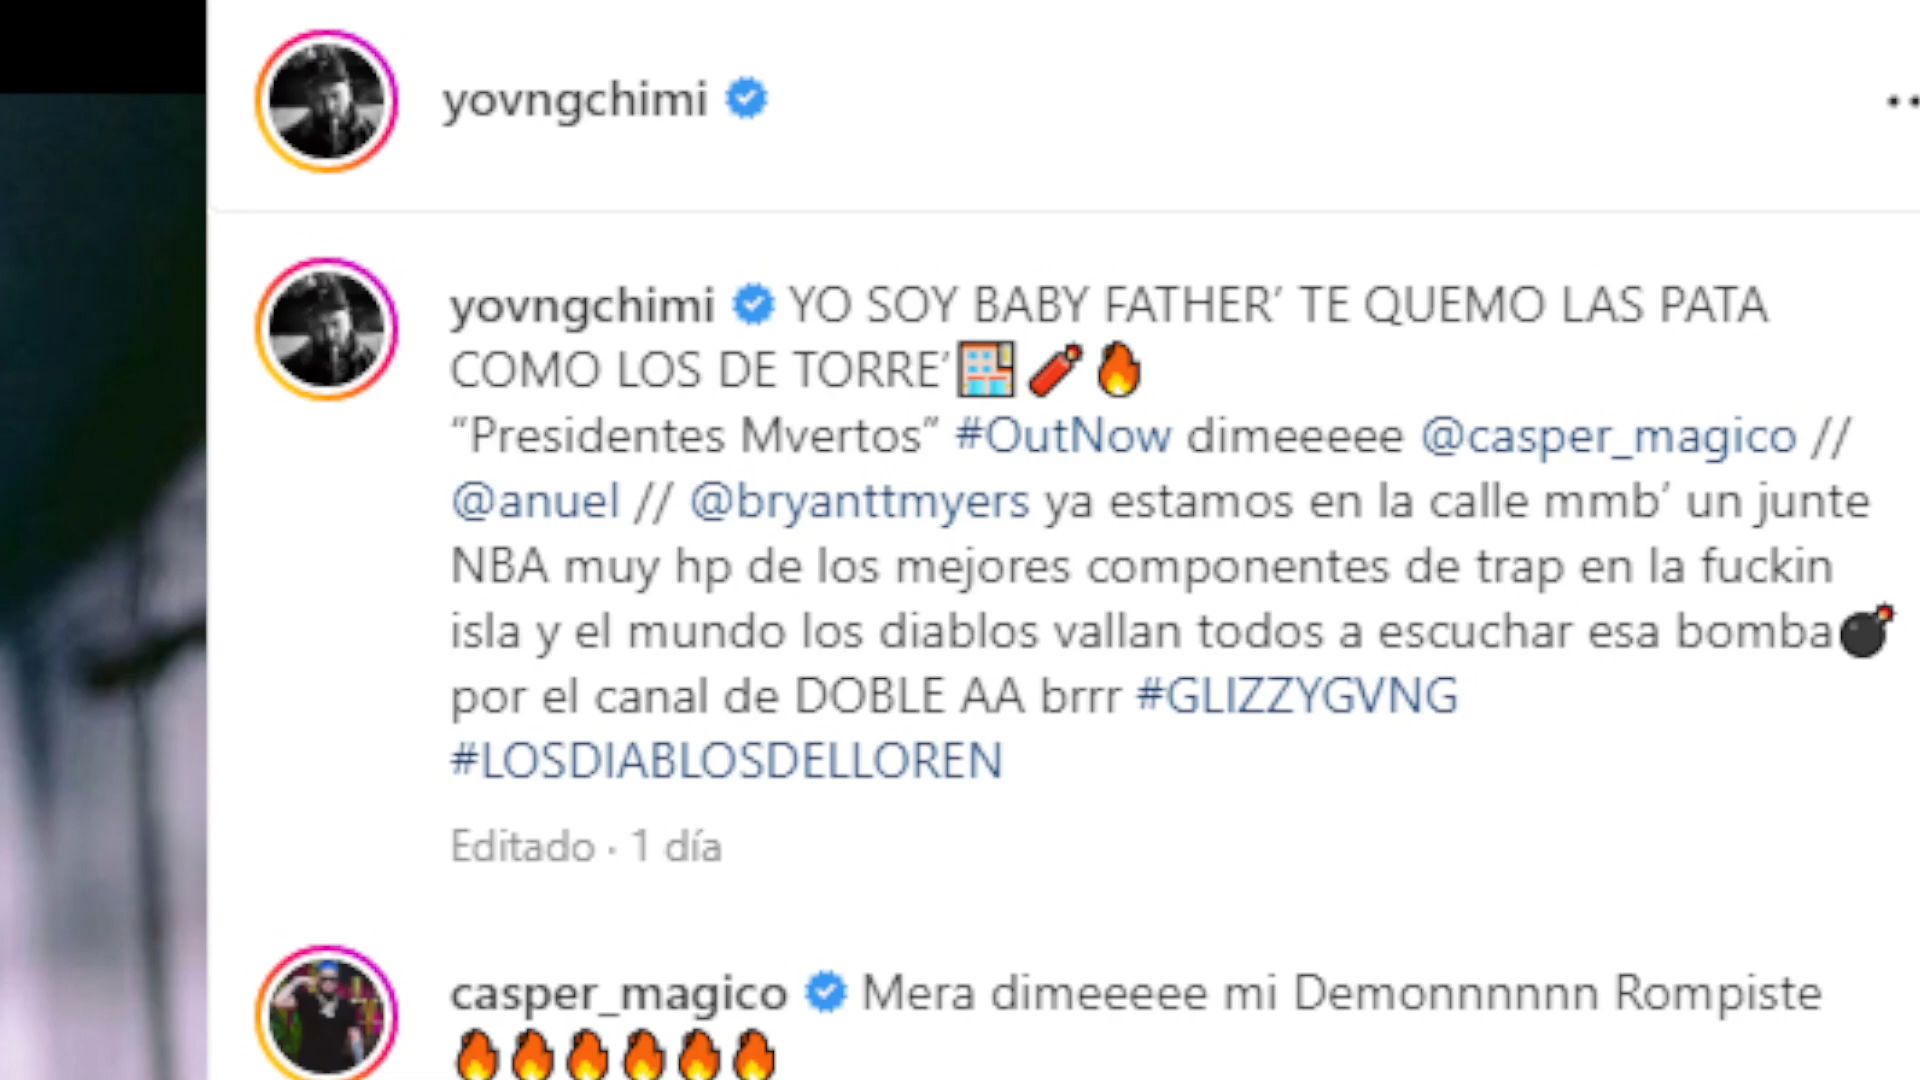 yovngchimi
yovngchimi YO SOY BABY FATHER’ TE QUEMO LAS PATA
COMO LOS DE TORRE’🏨🧨🔥
“Presidentes Mvertos” #OutNow dimeeeee @casper_magico //
@anuel // @bryanttmyers ya estamos en la calle mmb’ un junte
NBA muy hp de los mejores componentes de trap en la fuckin
isla y el mundo los diablos vallan todos a escuchar esa bomba💣
por el canal de DOBLE AA brrr #GLIZZYGVNG
#LOSDIABLOSDELLOREN
Editado · 1 día
casper_magico Mera dimeeeee mi Demonnnnnn Rompiste
🔥🔥🔥🔥🔥🔥